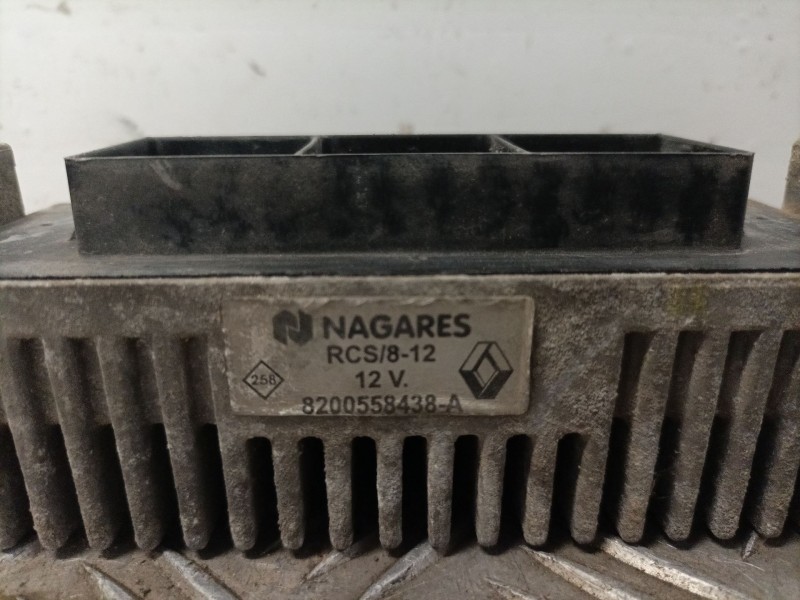 NAGARES
RCS/8-12
258
12 V.
8200558438-A